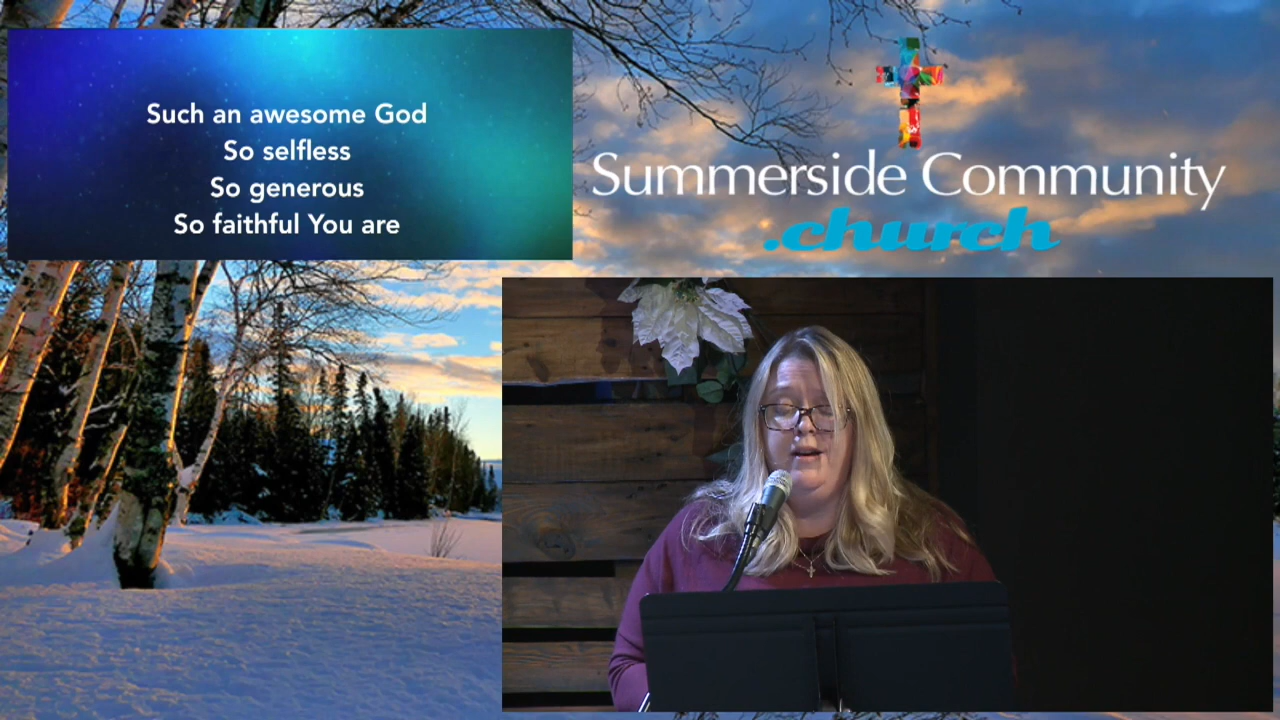 Such an awesome God
So selfless
So generous
So faithful You are
Summerside Community
.church